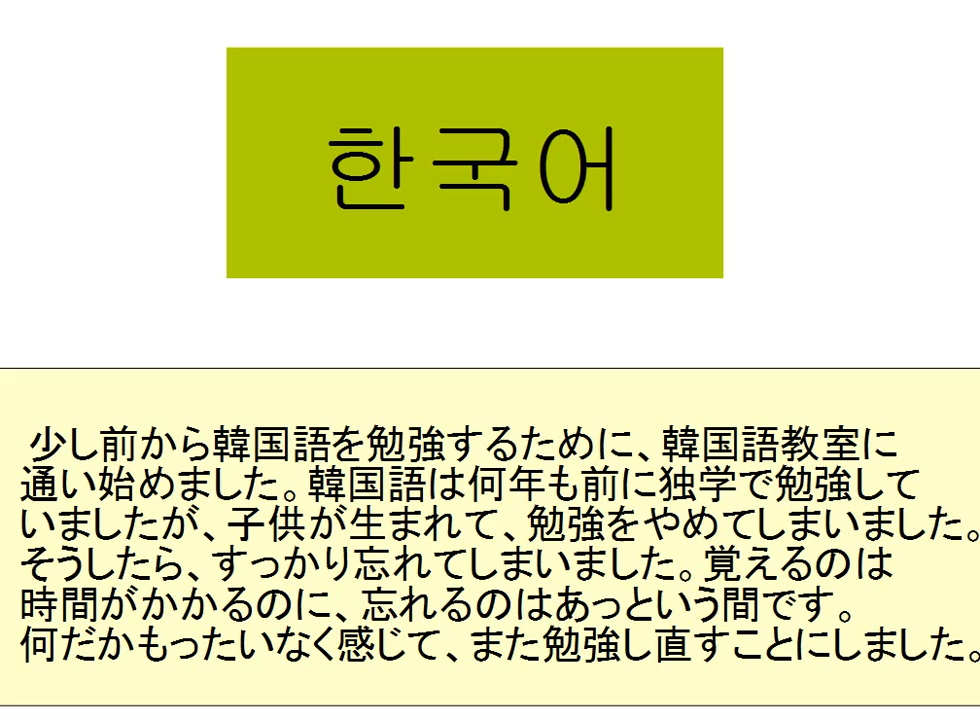 한국어
少し前から韓国語を勉強するために、韓国語教室に
通い始めました。韓国語は何年も前に独学で勉強して
いましたが、子供が生まれて、勉強をやめてしまいました。
そうしたら、すっかり忘れてしまいました。覚えるのは
時間がかかるのに、忘れるのはあっという間です。
何だかもったいなく感じて、また勉強し直すことにしました。